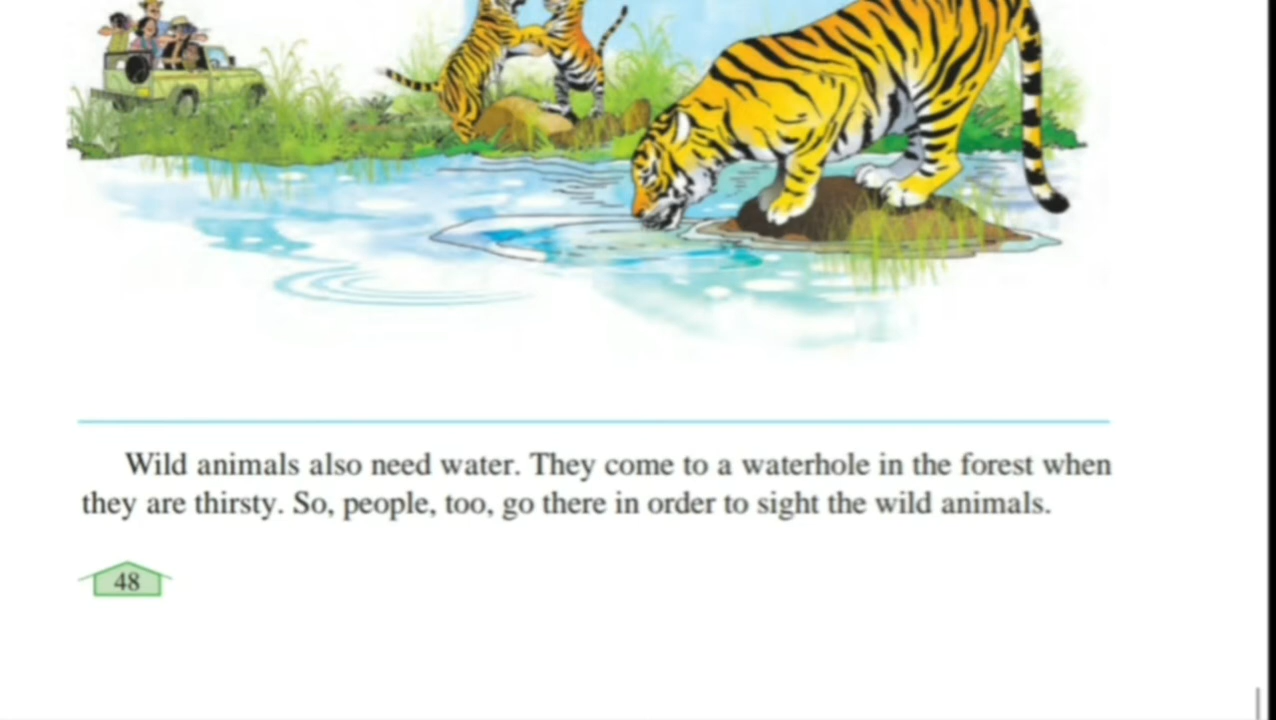 Wild animals also need water. They come to a waterhole in the forest when
they are thirsty. So, people, too, go there in order to sight the wild animals.
48